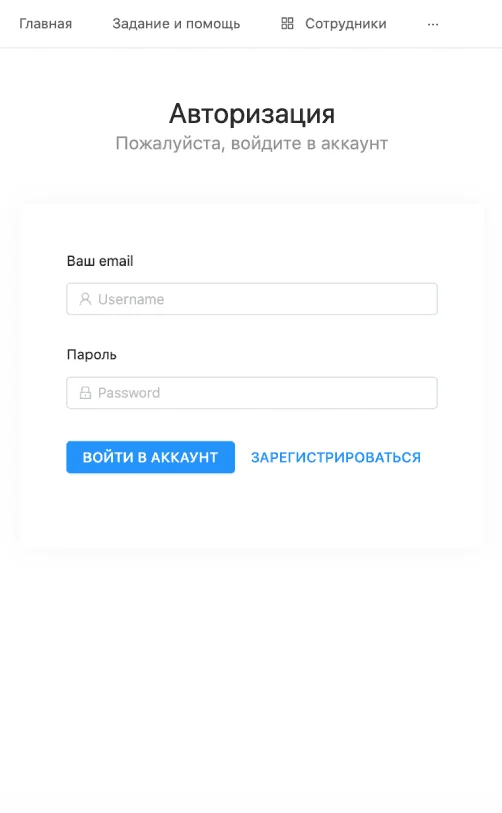 Главная Задание и помощь Сотрудники ···
Авторизация
Пожалуйста, войдите в аккаунт
Ваш email
Username
Пароль
Password
ВОЙТИ В АККАУНТ ЗАРЕГИСТРИРОВАТЬСЯ